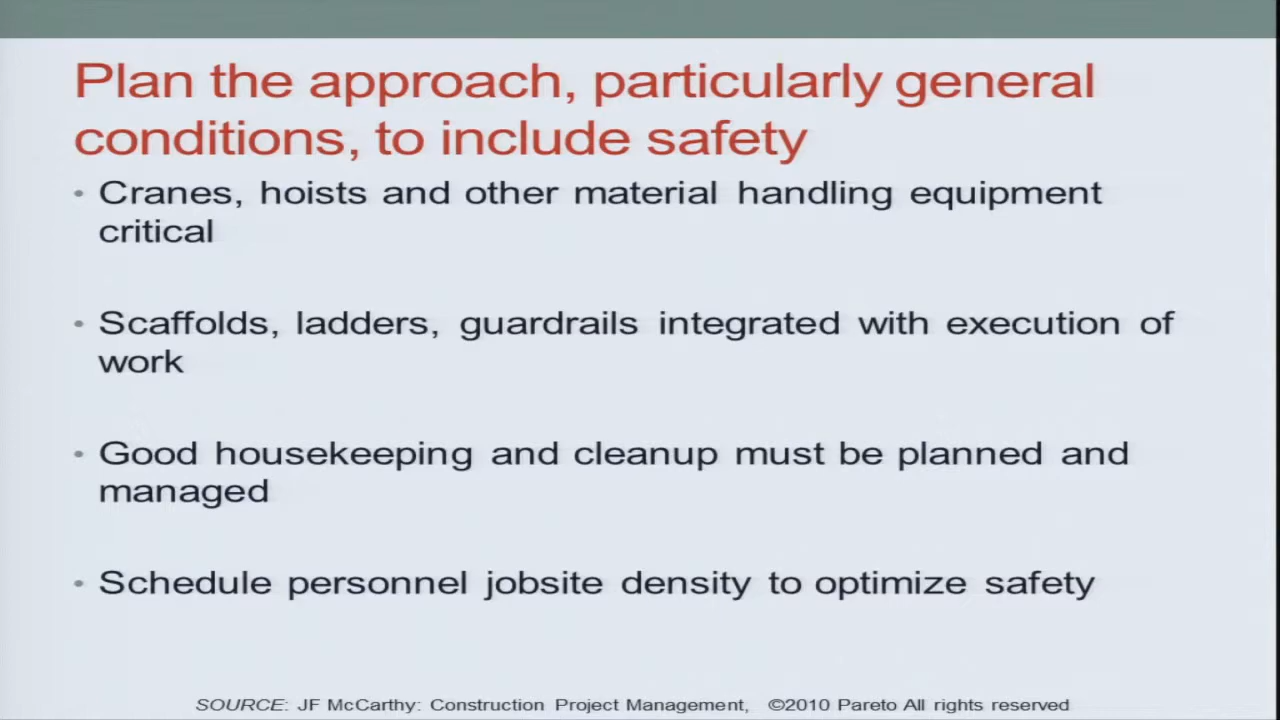 Plan the approach, particularly general
conditions, to include safety
• Cranes, hoists and other material handling equipment
critical
• Scaffolds, ladders, guardrails integrated with execution of
work
• Good housekeeping and cleanup must be planned and
managed
• Schedule personnel jobsite density to optimize safety
SOURCE: JF McCarthy: Construction Project Management, ©2010 Pareto All rights reserved